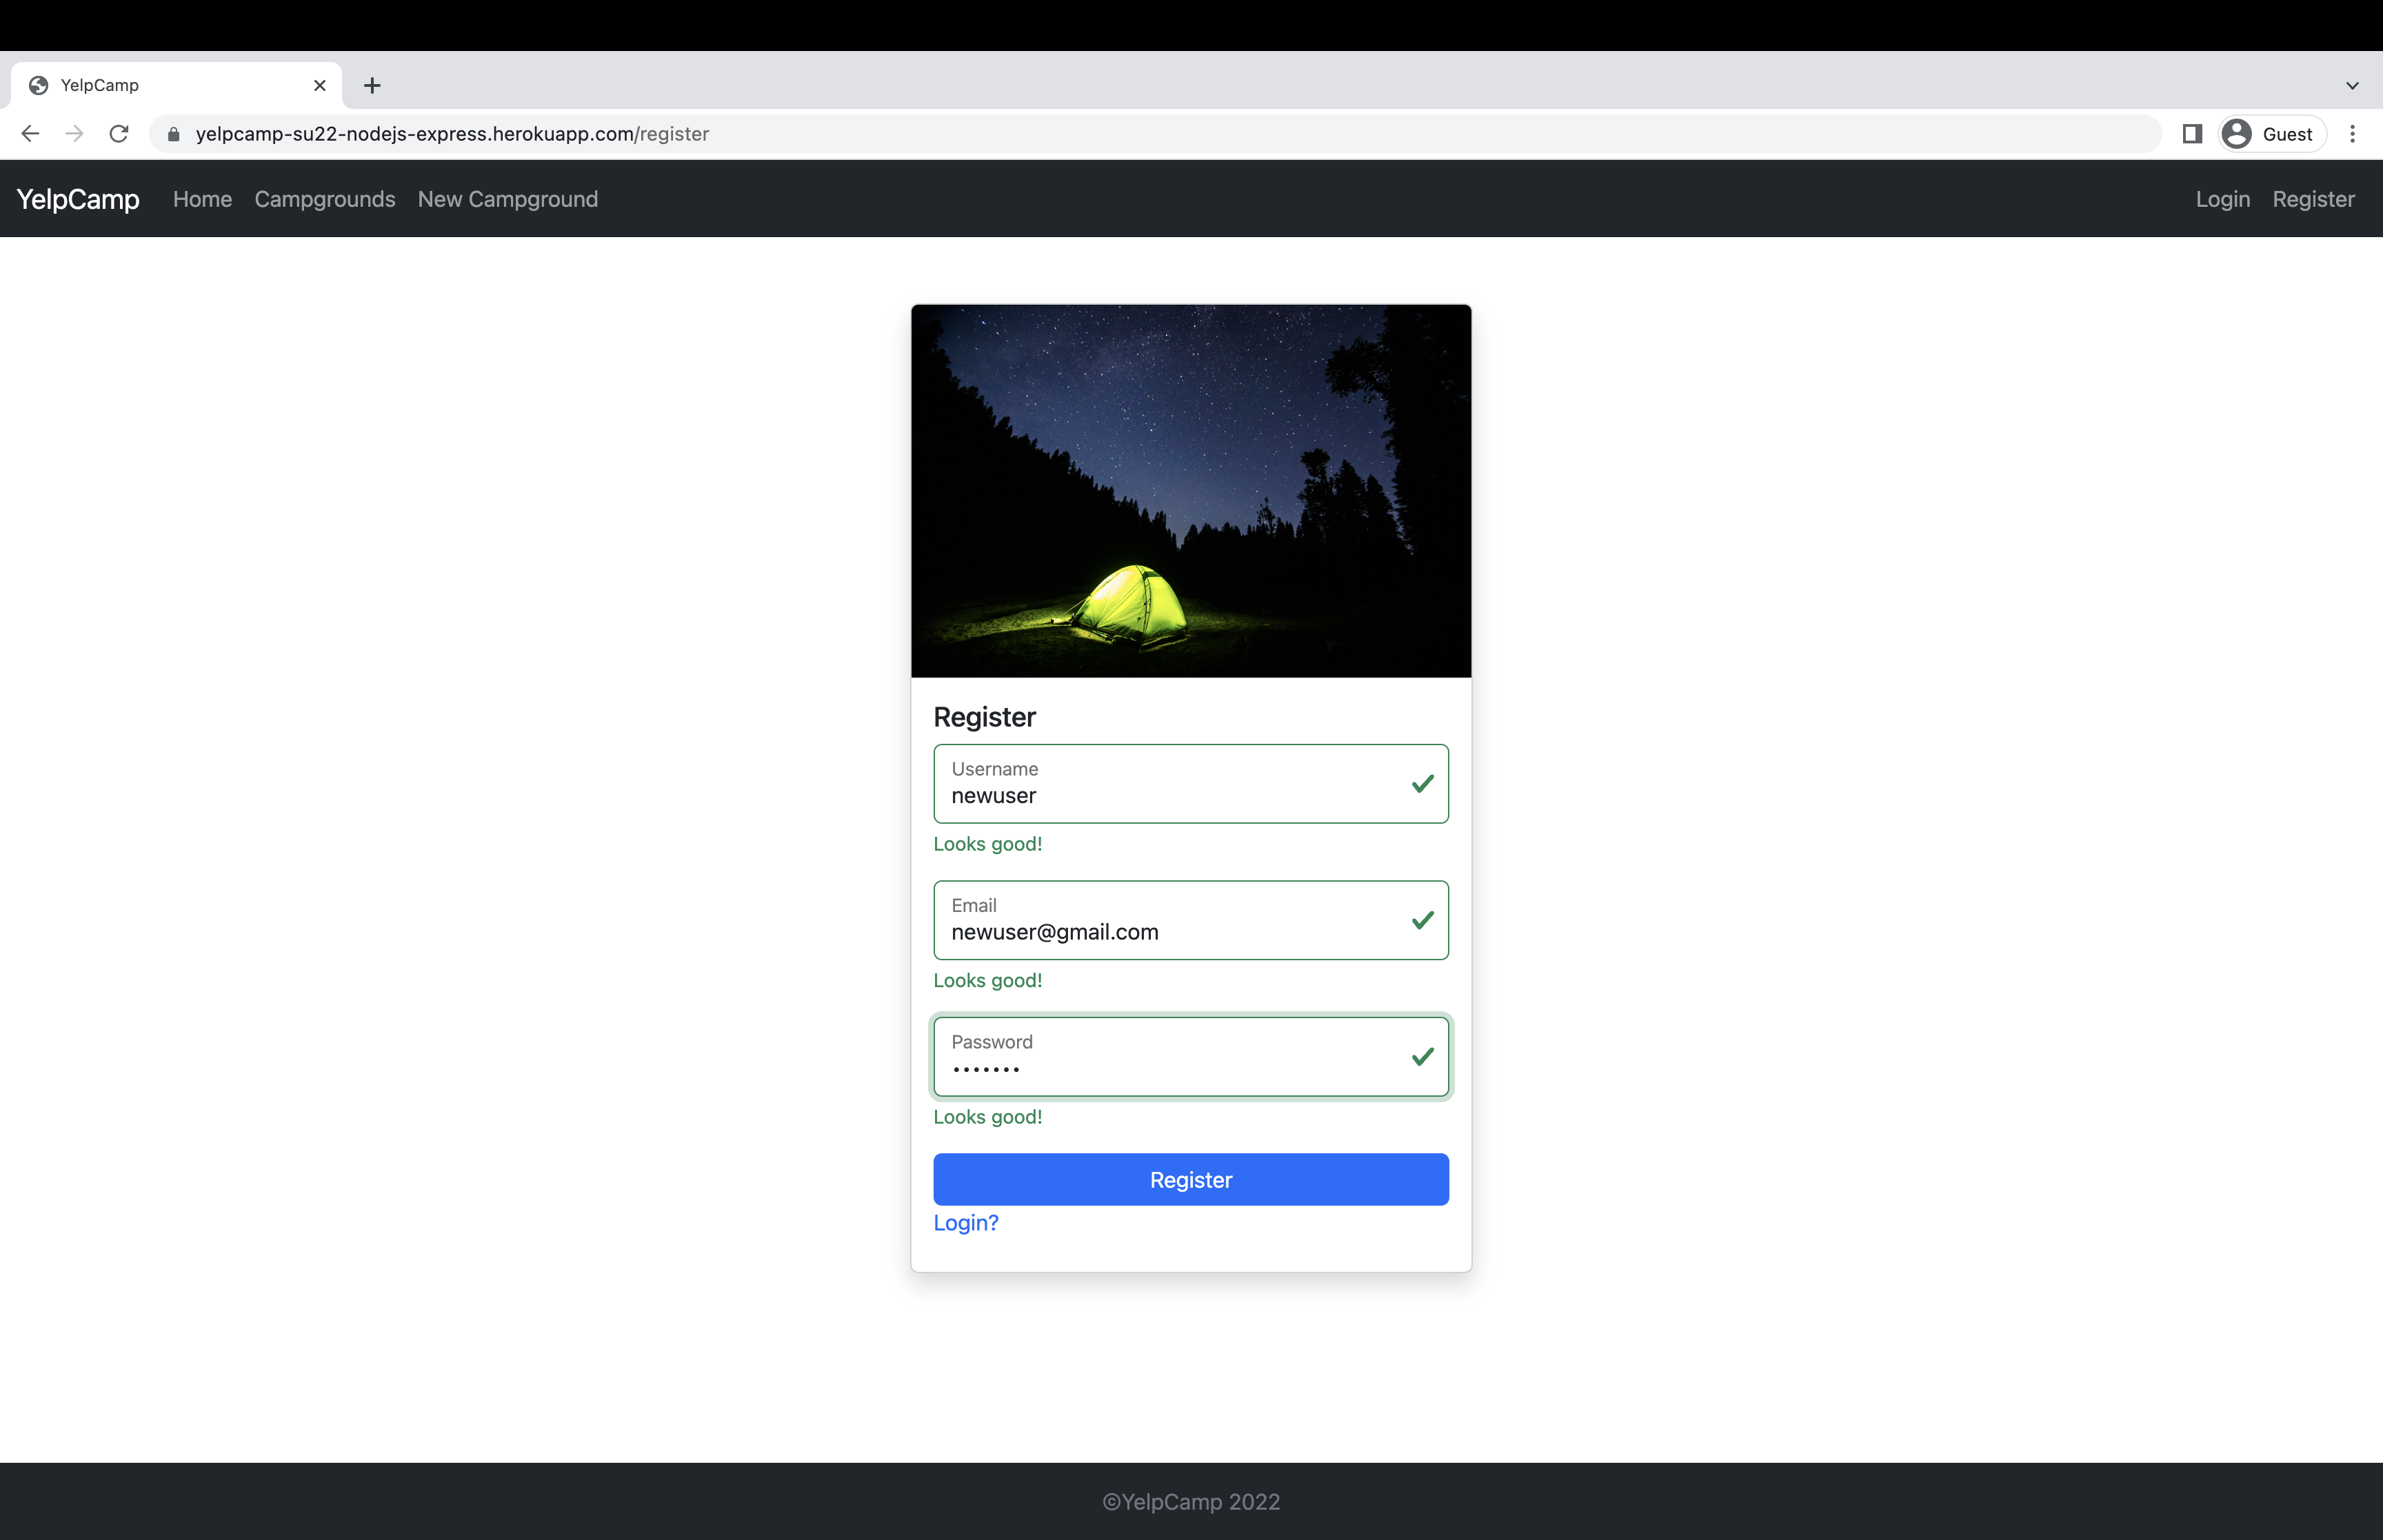 YelpCamp
yelpcamp-su22-nodejs-express.herokuapp.com/register
Guest
YelpCamp Home Campgrounds New Campground Login Register
Register
Username
newuser
Looks good!
Email
newuser@gmail.com
Looks good!
Password
•••••••
Looks good!
Register
Login?
©YelpCamp 2022